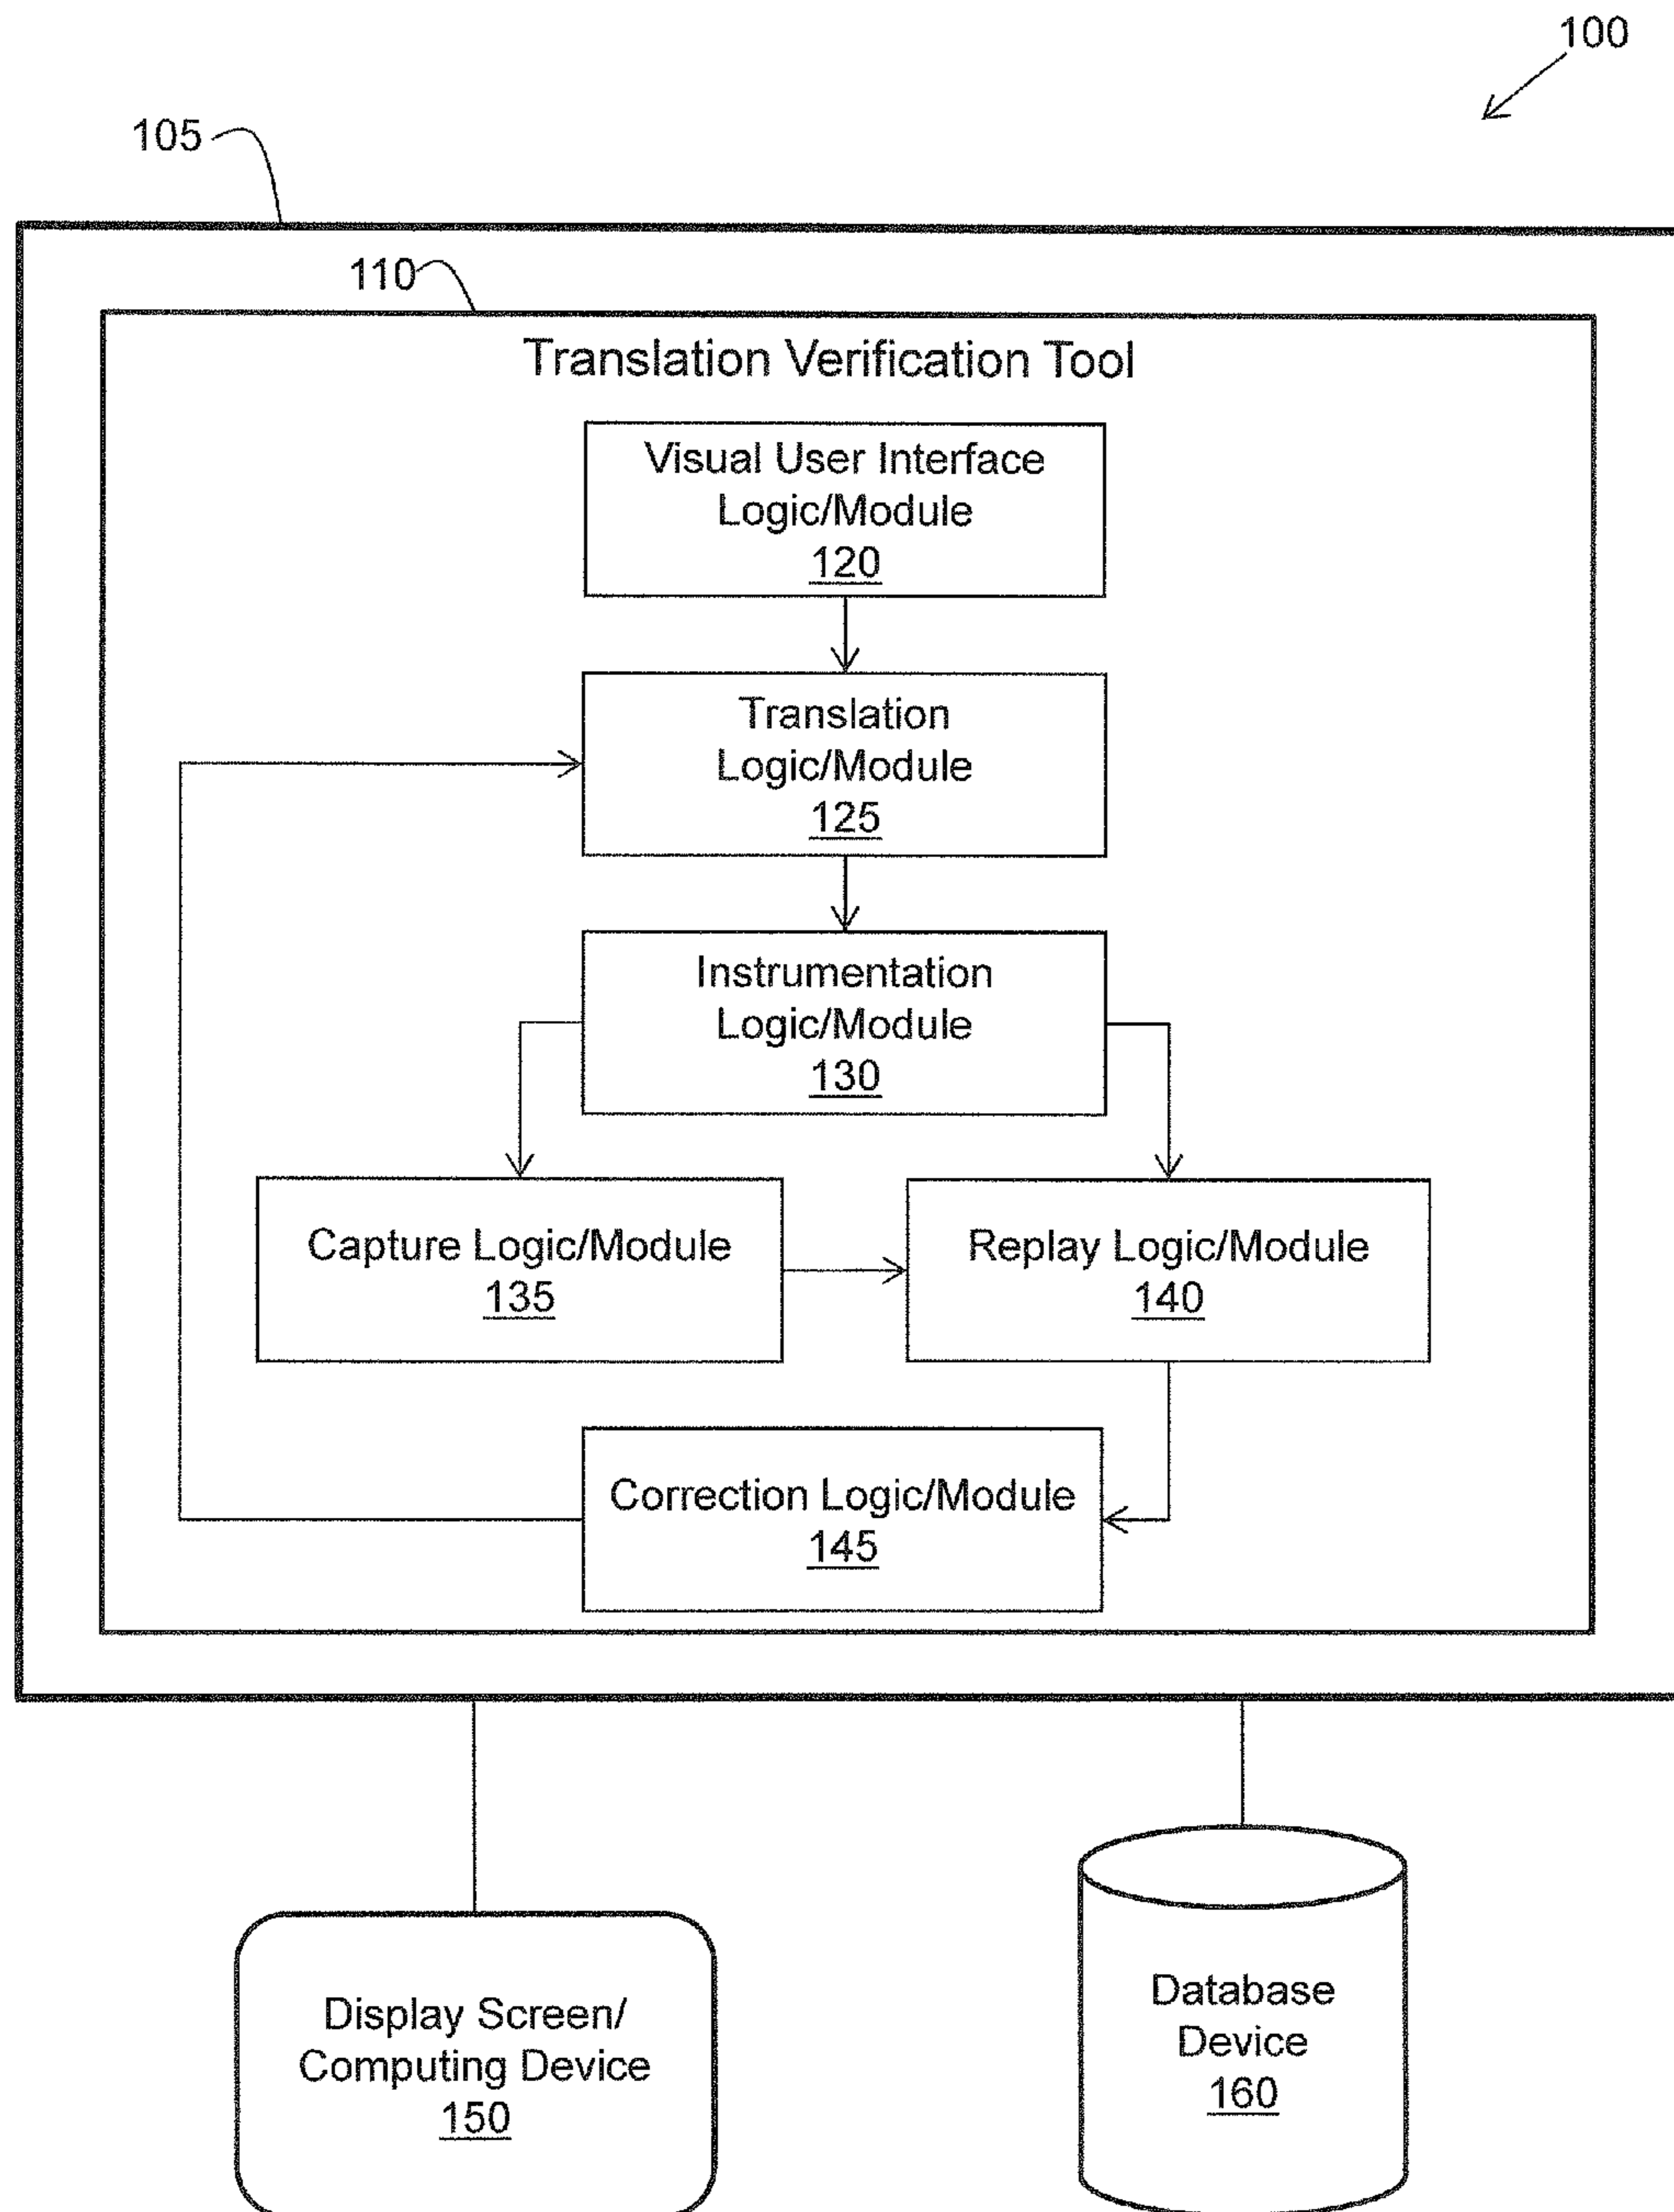 100
105
110
Translation Verification Tool
Visual User Interface
Logic/Module
120
Translation
Logic/Module
125
Instrumentation
Logic/Module
130
Capture Logic/Module
135
Replay Logic/Module
140
Correction Logic/Module
145
Display Screen/
Computing Device
150
Database
Device
160